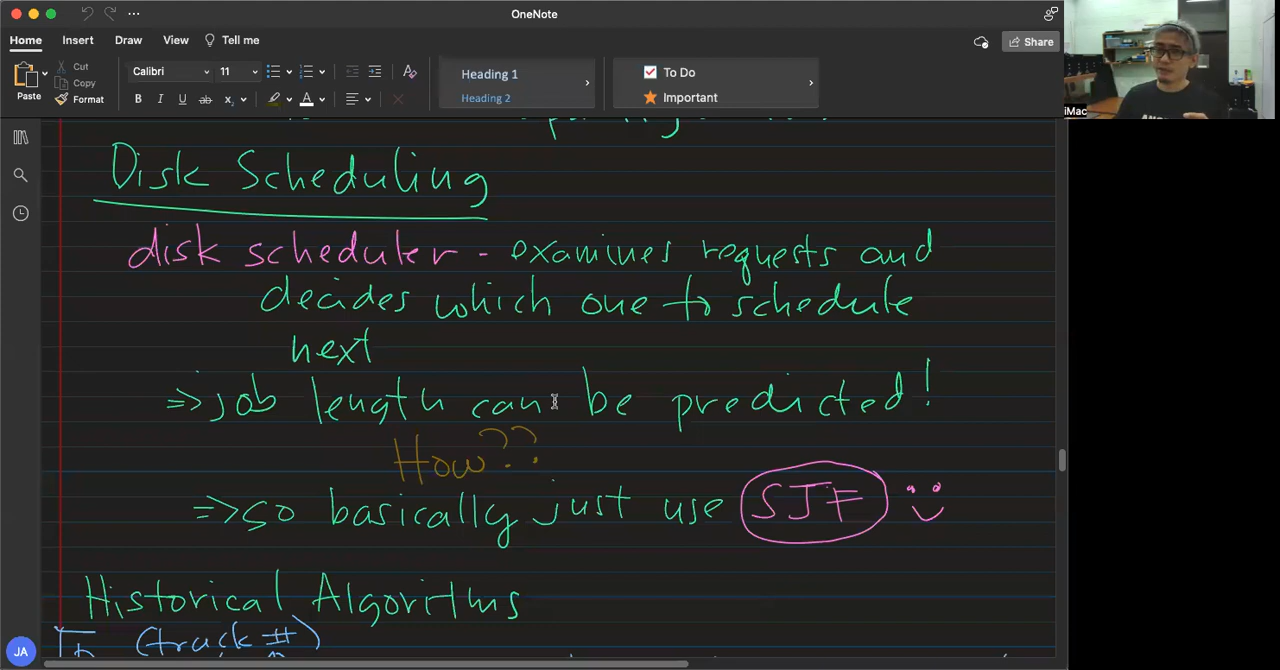 OneNote
Home Insert Draw View Tell me
Share
Paste
Cut
Copy
Format
Calibri 11
B I U ab x
A
Heading 1
Heading 2
To Do
Important
iMac
Disk Scheduling
disk scheduler - examines requests and
decides which one to schedule
next
=> job length can be predicted!
How??
=> so basically just use SJF
Historical Algorithms
(track #)
JA